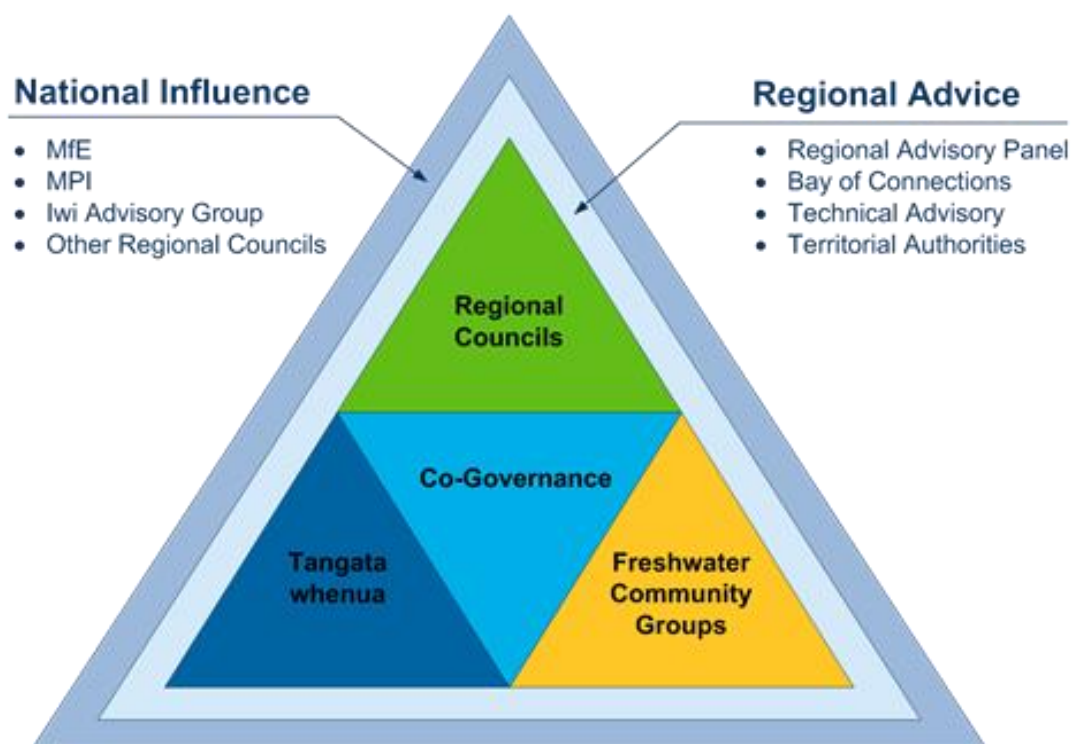 National Influence
• MfE
• MPI
• Iwi Advisory Group
• Other Regional Councils
Regional Advice
• Regional Advisory Panel
• Bay of Connections
• Technical Advisory
• Territorial Authorities
Regional
Councils
Co-Governance
Tangata
whenua
Freshwater
Community
Groups